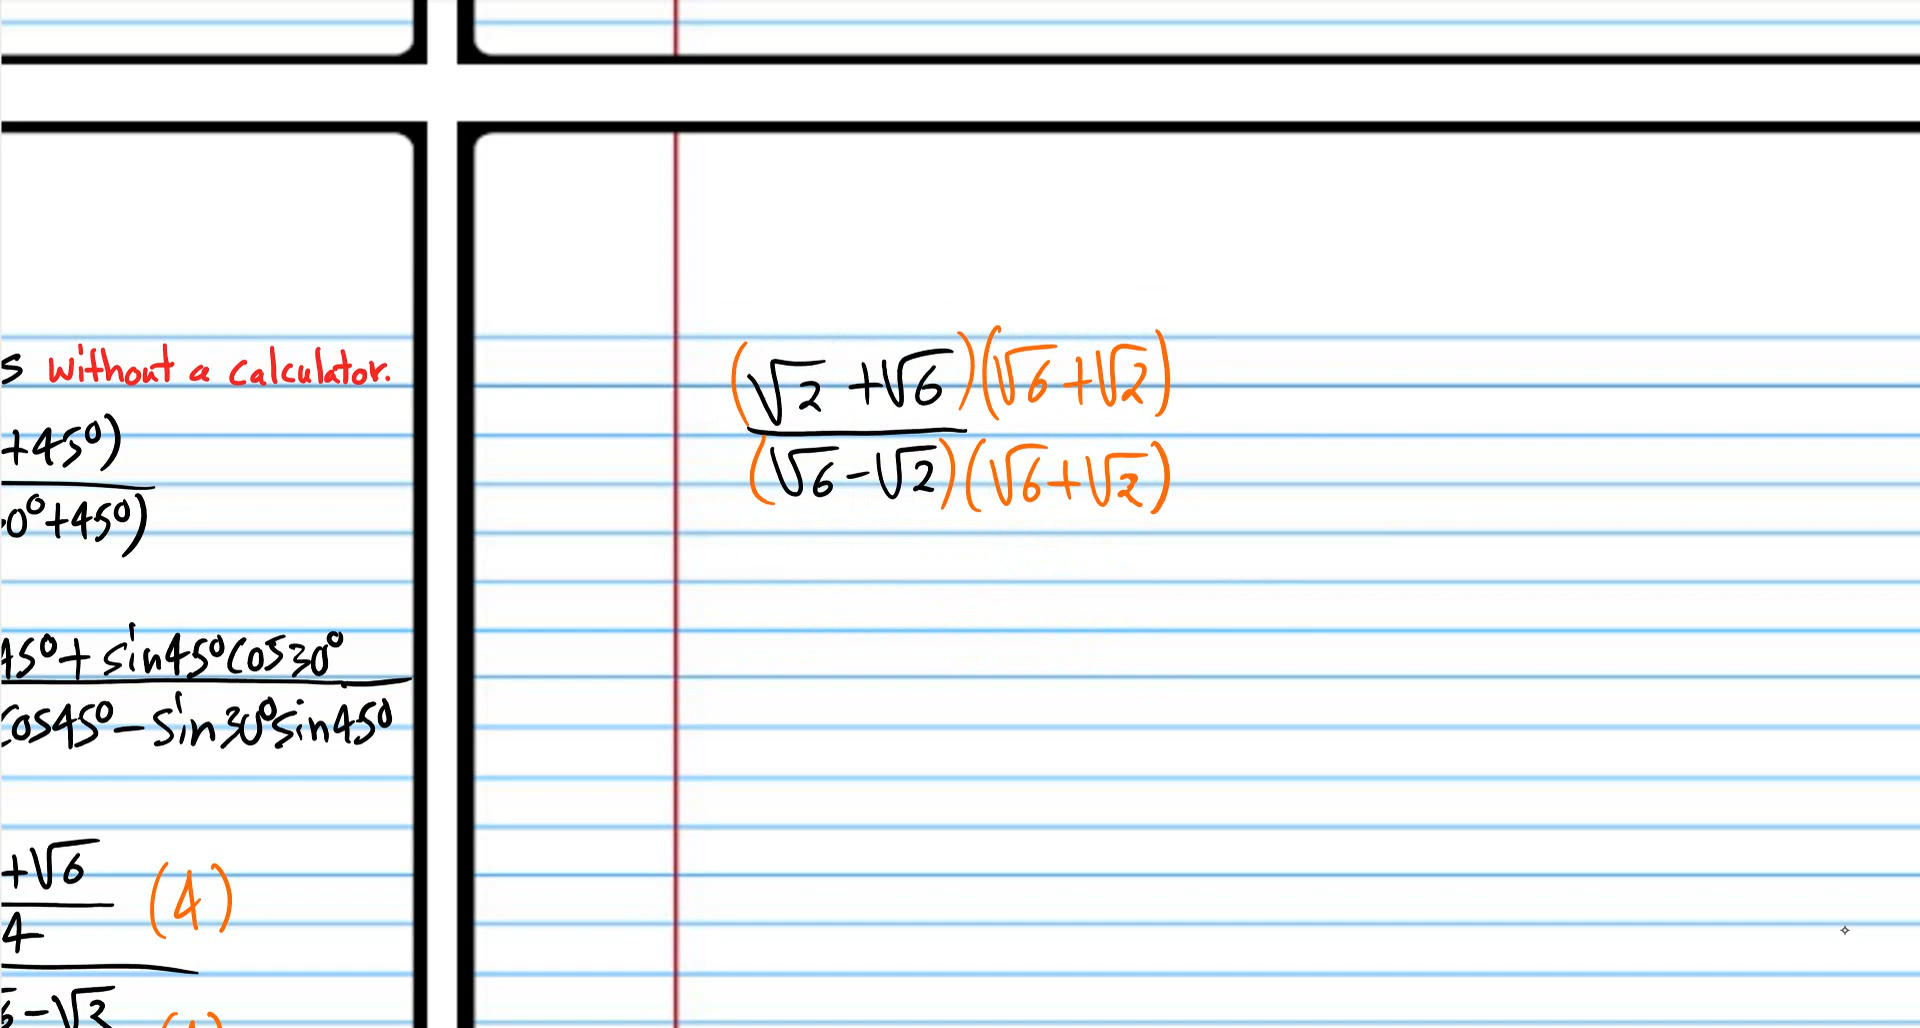 s without a calculator.
+45°)
0°+45°)
45°+ sin45°cos30°
cos45°- sin30°sin45°
+√6 (4)
4
-√2
(√2 +√6)(√6+√2)
(√6-√2)(√6+√2)